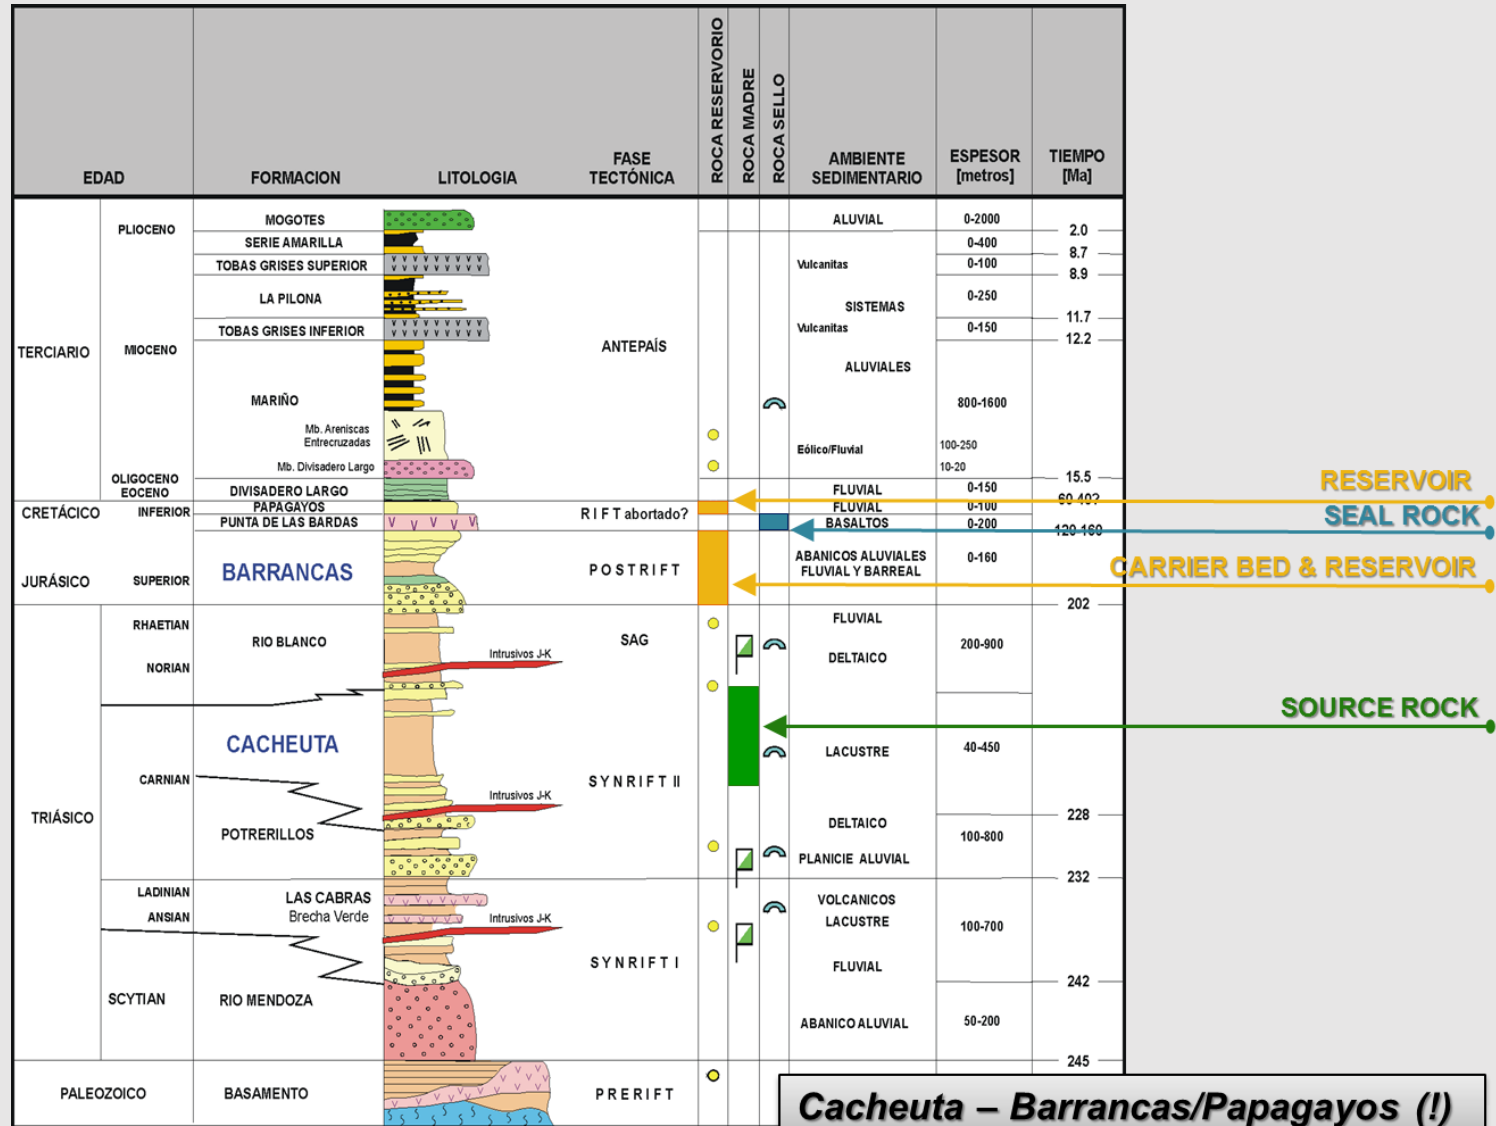 EDAD
FORMACION
LITOLOGIA
FASE
TECTÓNICA
ROCA RESERVORIO
ROCA MADRE
ROCA SELLO
AMBIENTE
SEDIMENTARIO
ESPESOR
[metros]
TIEMPO
[Ma]
PLIOCENO
MOGOTES
ALUVIAL
0-2000
2.0
SERIE AMARILLA
0-400
8.7
TOBAS GRISES SUPERIOR
Vulcanitas
0-100
8.9
LA PILONA
SISTEMAS
0-250
11.7
TOBAS GRISES INFERIOR
Vulcanitas
0-150
12.2
TERCIARIO
MIOCENO
ANTEPAÍS
ALUVIALES
MARIÑO
800-1600
Mb. Areniscas
Entrecruzadas
Eólico/Fluvial
100-250
Mb. Divisadero Largo
10-20
15.5
OLIGOCENO
EOCENO
DIVISADERO LARGO
FLUVIAL
0-150
60-40?
RESERVOIR
CRETÁCICO
INFERIOR
PAPAGAYOS
RIFT abortado?
FLUVIAL
0-100
SEAL ROCK
PUNTA DE LAS BARDAS
BASALTOS
0-200
120-160
JURÁSICO
SUPERIOR
BARRANCAS
POSTRIFT
ABANICOS ALUVIALES
FLUVIAL Y BARREAL
0-160
CARRIER BED & RESERVOIR
202
RHAETIAN
NORIAN
RIO BLANCO
Intrusivos J-K
SAG
FLUVIAL
DELTAICO
200-900
SOURCE ROCK
TRIÁSICO
CARNIAN
CACHEUTA
Intrusivos J-K
SYNRIFT II
LACUSTRE
40-450
228
POTRERILLOS
DELTAICO
PLANICIE ALUVIAL
100-800
232
LADINIAN
ANSIAN
LAS CABRAS
Brecha Verde
Intrusivos J-K
VOLCANICOS
LACUSTRE
100-700
SYNRIFT I
FLUVIAL
242
SCYTIAN
RIO MENDOZA
ABANICO ALUVIAL
50-200
245
PALEOZOICO
BASAMENTO
PRERIFT
Cacheuta – Barrancas/Papagayos (!)